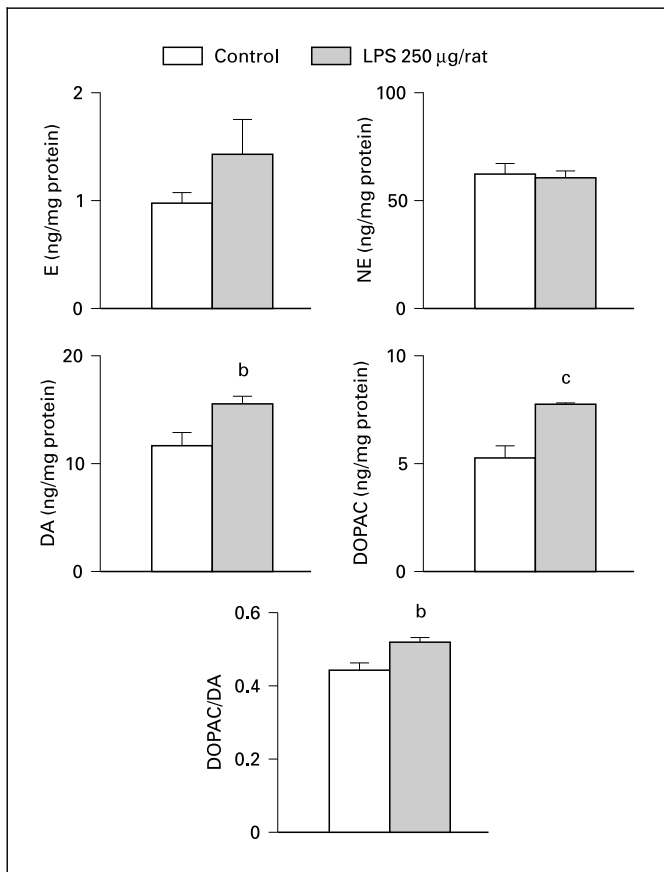 Control LPS 250 µg/rat
2
1
0
E (ng/mg protein)
100
50
0
NE (ng/mg protein)
20
10
0
DA (ng/mg protein)
b
10
5
0
DOPAC (ng/mg protein)
c
0.6
0.4
0.2
0
DOPAC/DA
b